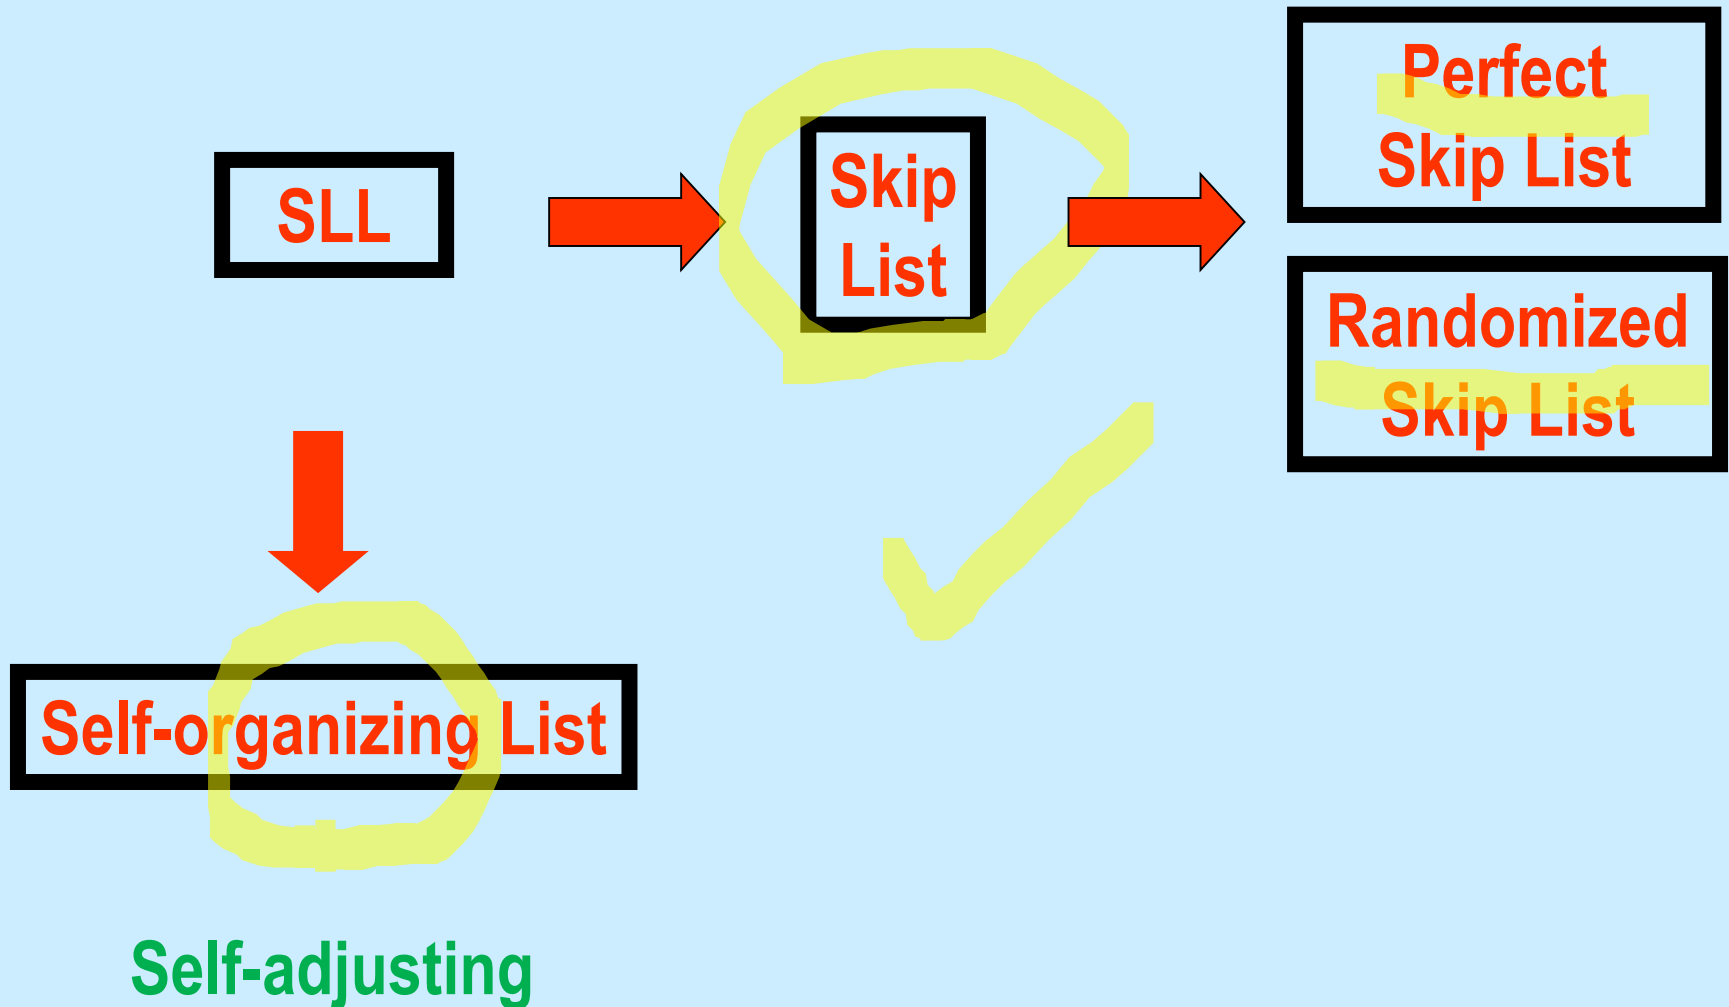 SLL
Skip
List
Perfect
Skip List
Randomized
Skip List
Self-organizing List
Self-adjusting